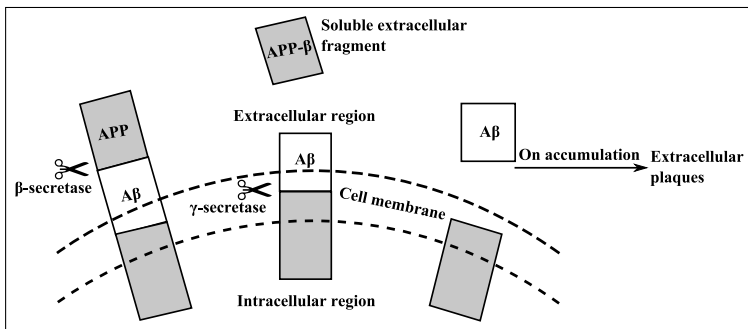 Soluble extracellular
fragment
APP-β
Extracellular region
APP
Aβ
Aβ
On accumulation
Extracellular
plaques
β-secretase
Aβ
γ-secretase
Cell membrane
Intracellular region